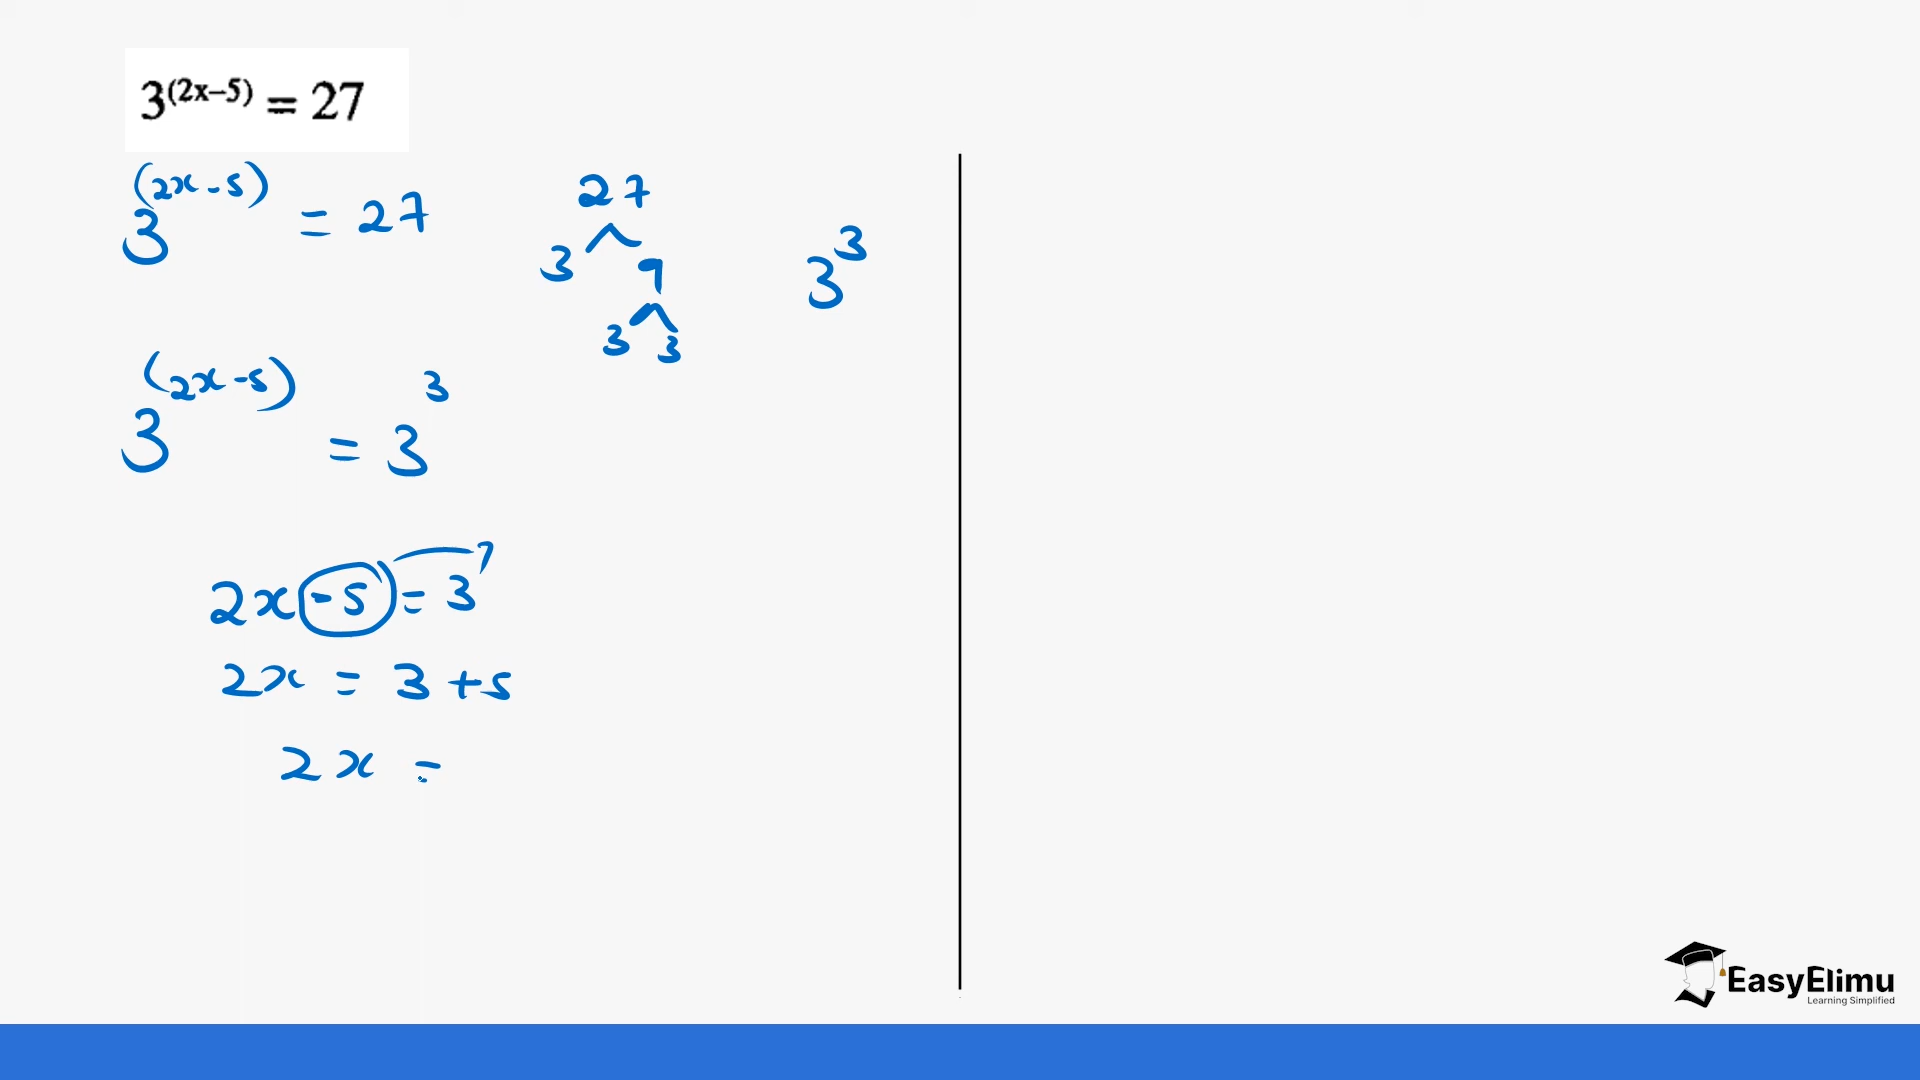 3^(2x–5) = 27
3^(2x-5) = 27
27
3 9
3 3
3^3
3^(2x-5) = 3^3
2x-5 = 3
2x = 3 +5
2x =
EasyElimu
Learning Simplified